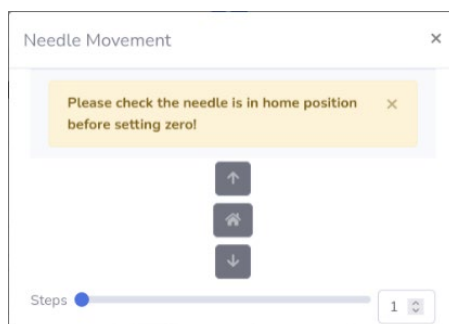 Needle Movement
Please check the needle is in home position
before setting zero!
Steps
1